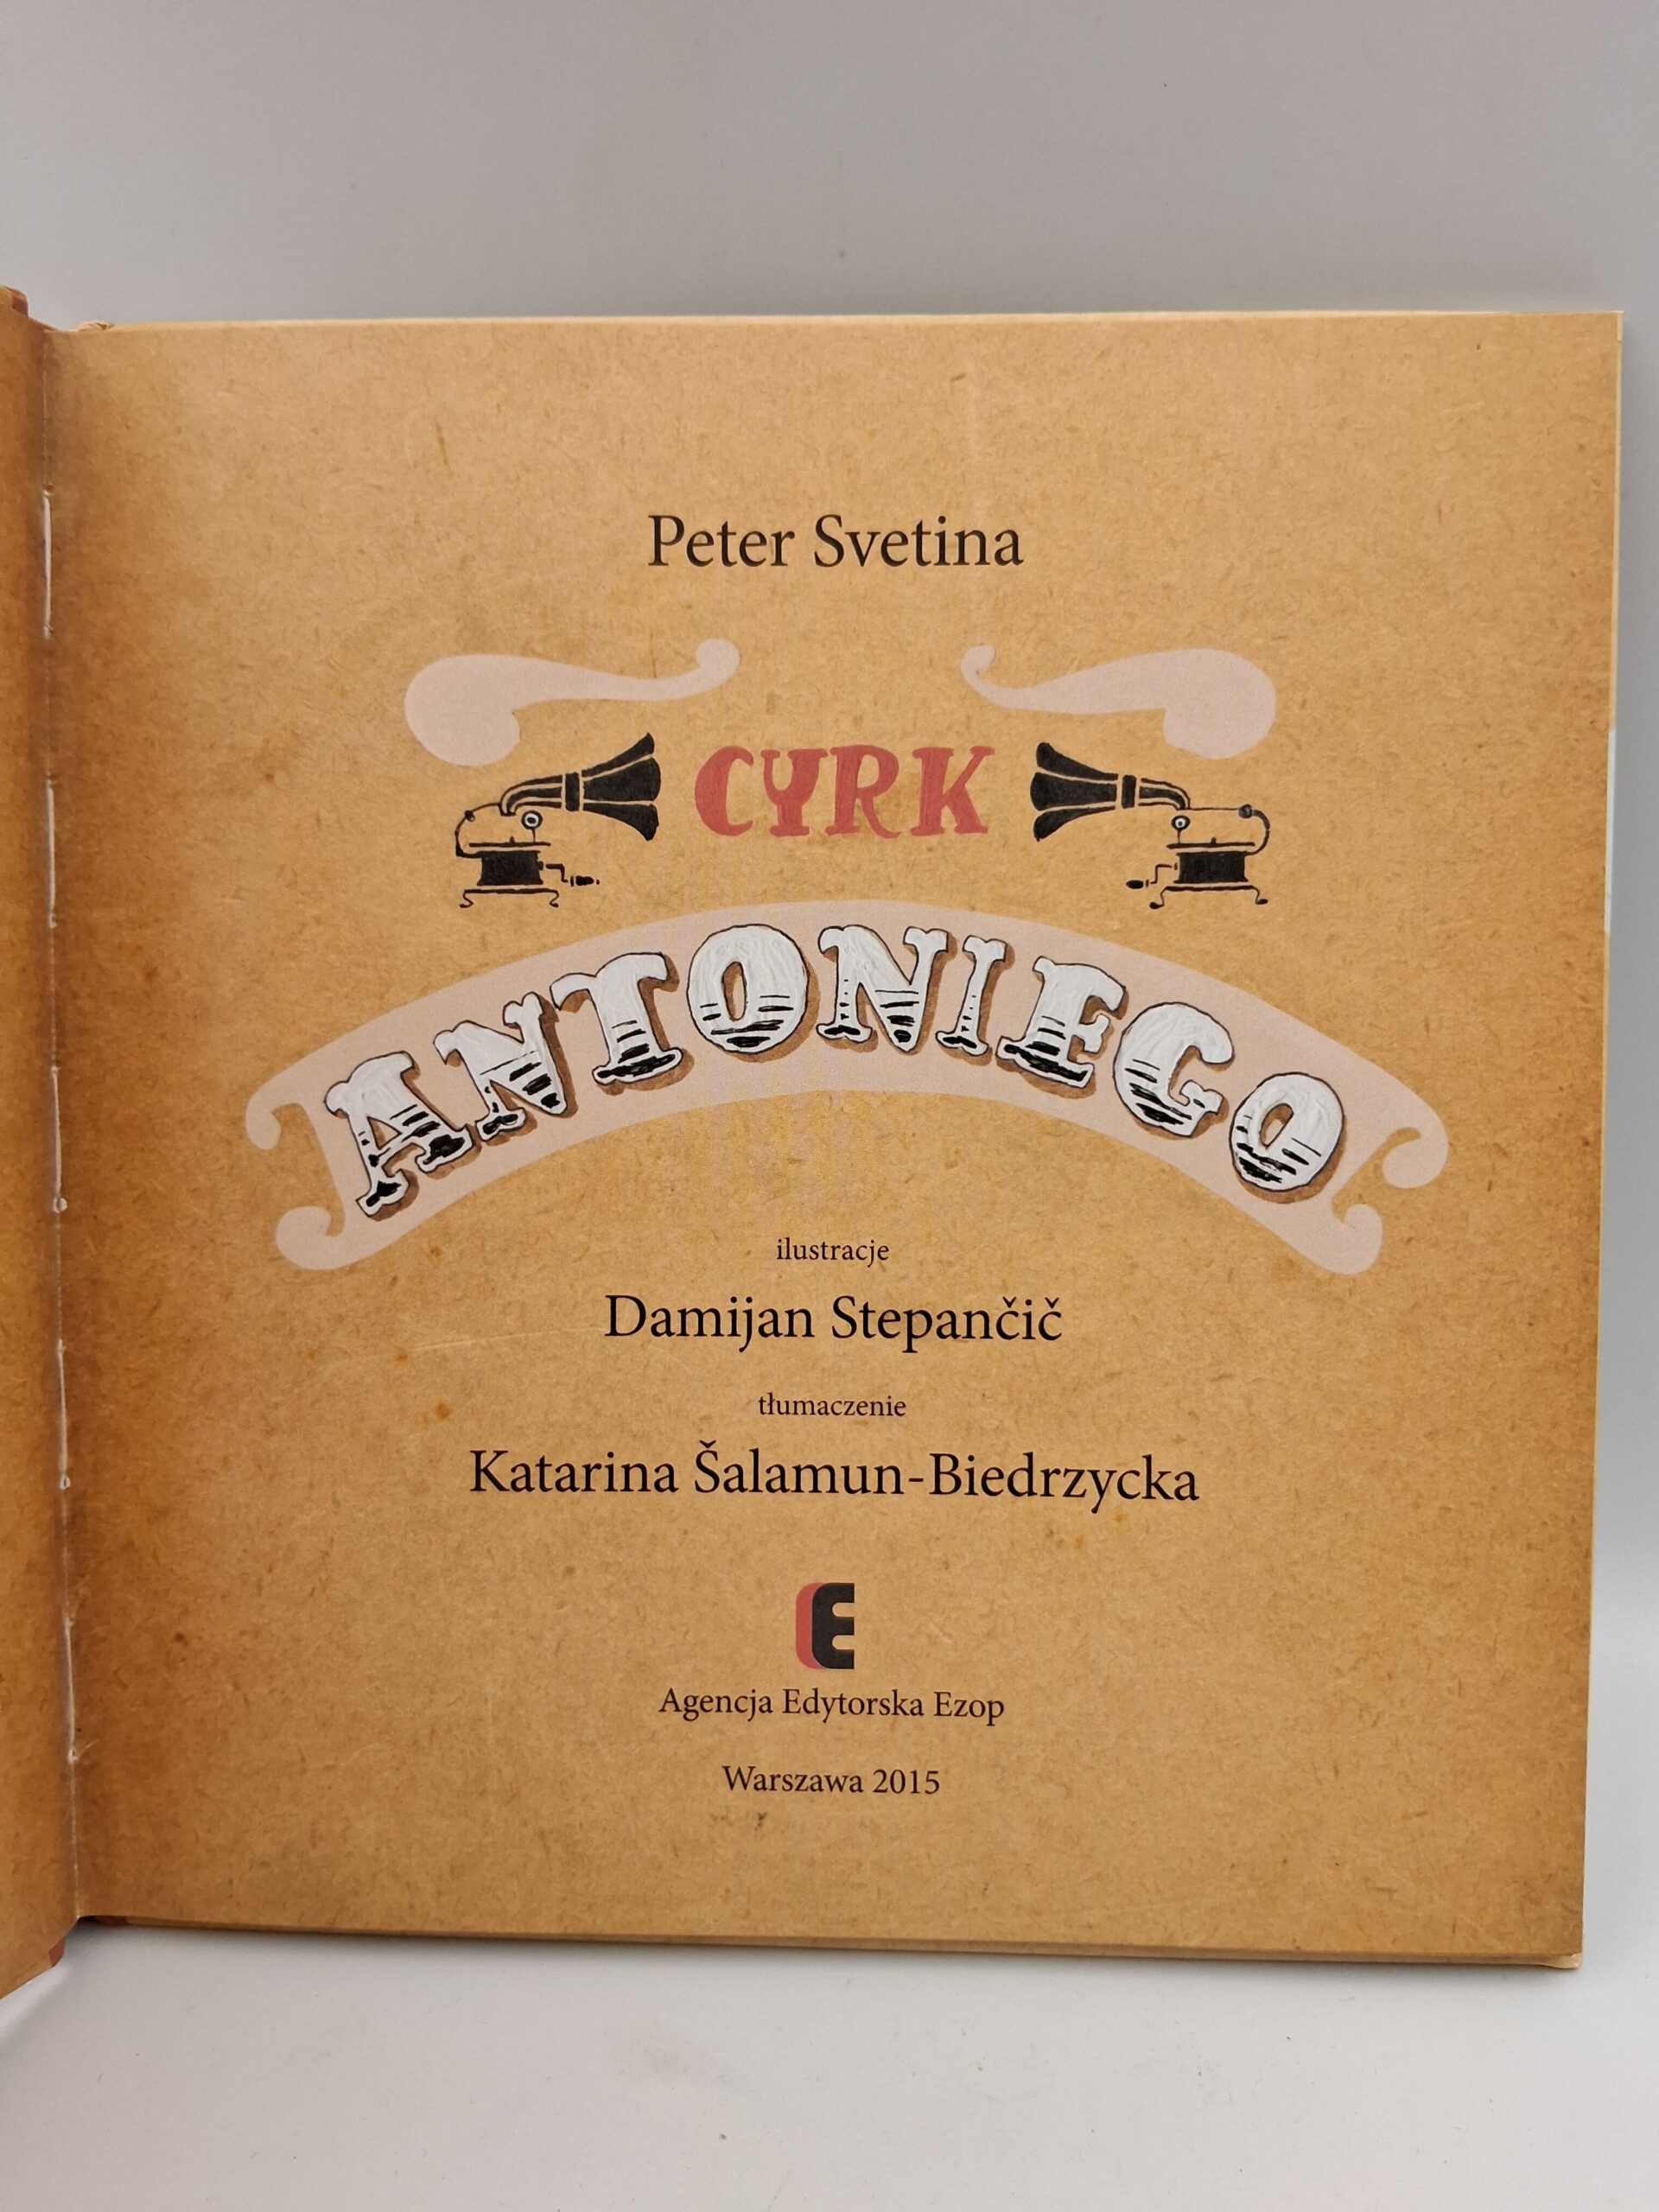 Peter Svetina
CYRK
ANTONIEGO
ilustracje
Damijan Stepančič
tłumaczenie
Katarina Šalamun-Biedrzycka
E
Agencja Edytorska Ezop
Warszawa 2015